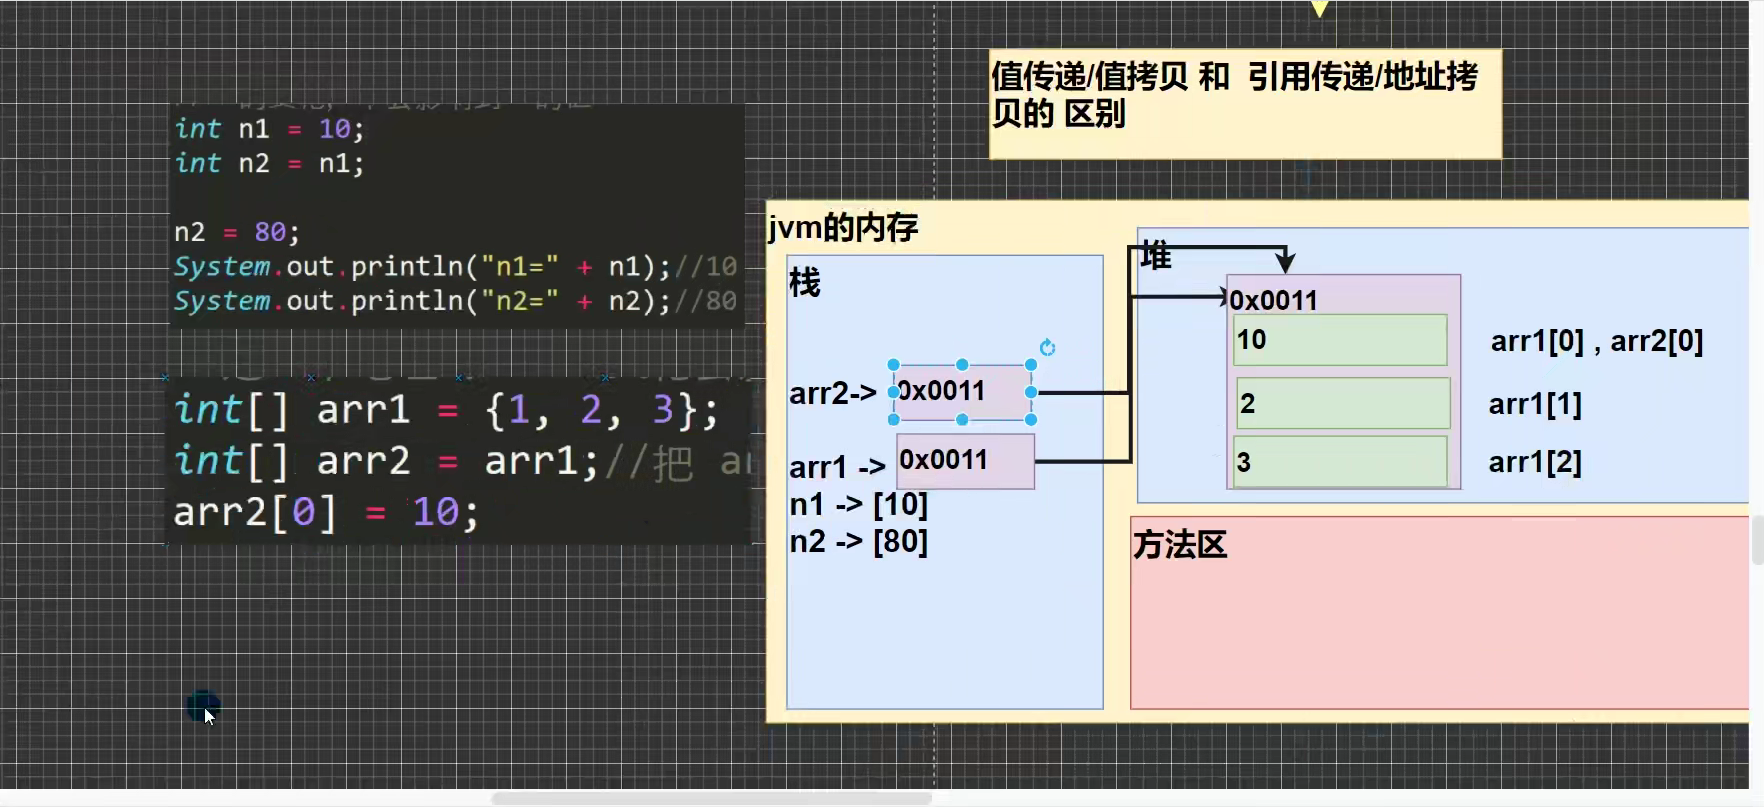 int n1 = 10;
int n2 = n1;
n2 = 80;
System.out.println("n1=" + n1);//10
System.out.println("n2=" + n2);//80
int[] arr1 = {1, 2, 3};
int[] arr2 = arr1;//把
arr2[0] = 10;
值传递/值拷贝 和 引用传递/地址拷
贝的 区别
jvm的内存
栈
arr2-> 0x0011
arr1 -> 0x0011
n1 -> [10]
n2 -> [80]
堆
0x0011
10
arr1[0] , arr2[0]
2
arr1[1]
3
arr1[2]
方法区